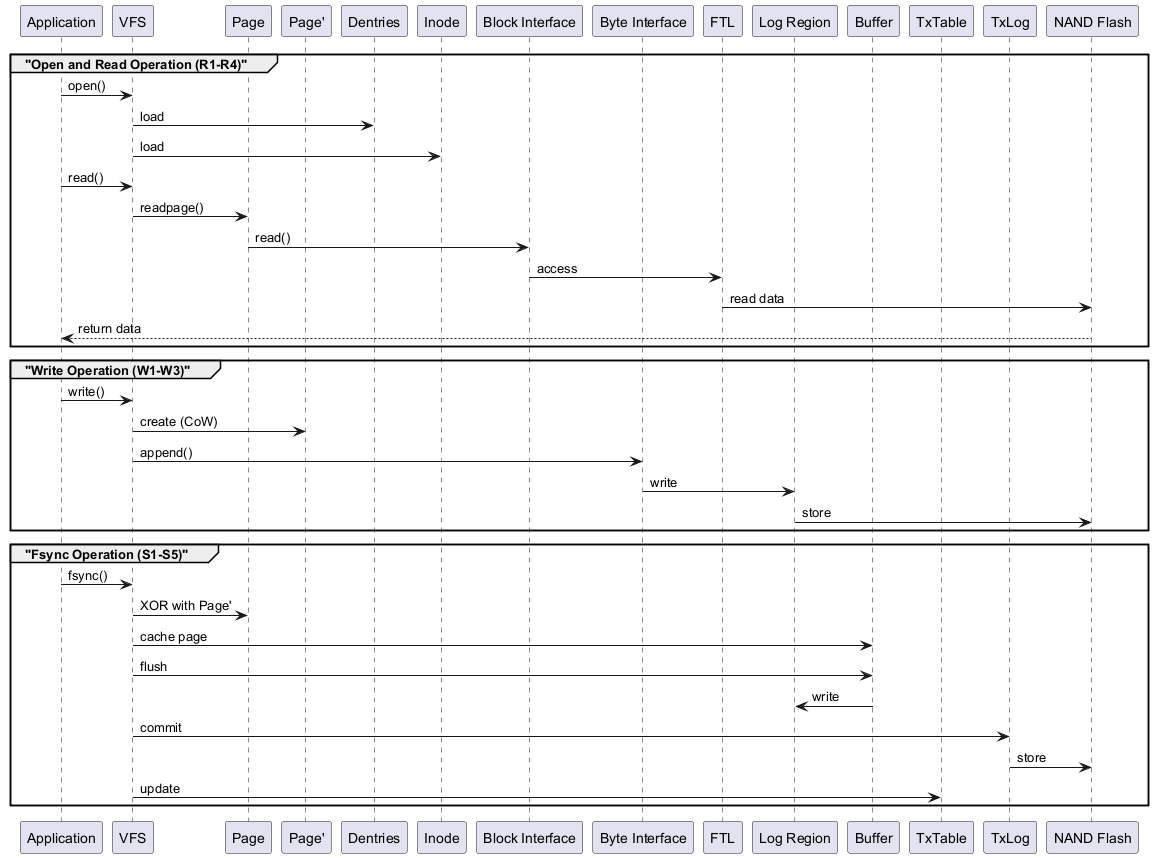 Application VFS Page Page' Dentries Inode Block Interface Byte Interface FTL Log Region Buffer TxTable TxLog NAND Flash
"Open and Read Operation (R1-R4)"
open()
load
load
read()
readpage()
read()
access
read data
return data
"Write Operation (W1-W3)"
write()
create (CoW)
append()
write
store
"Fsync Operation (S1-S5)"
fsync()
XOR with Page'
cache page
flush
write
commit
store
update
Application VFS Page Page' Dentries Inode Block Interface Byte Interface FTL Log Region Buffer TxTable TxLog NAND Flash